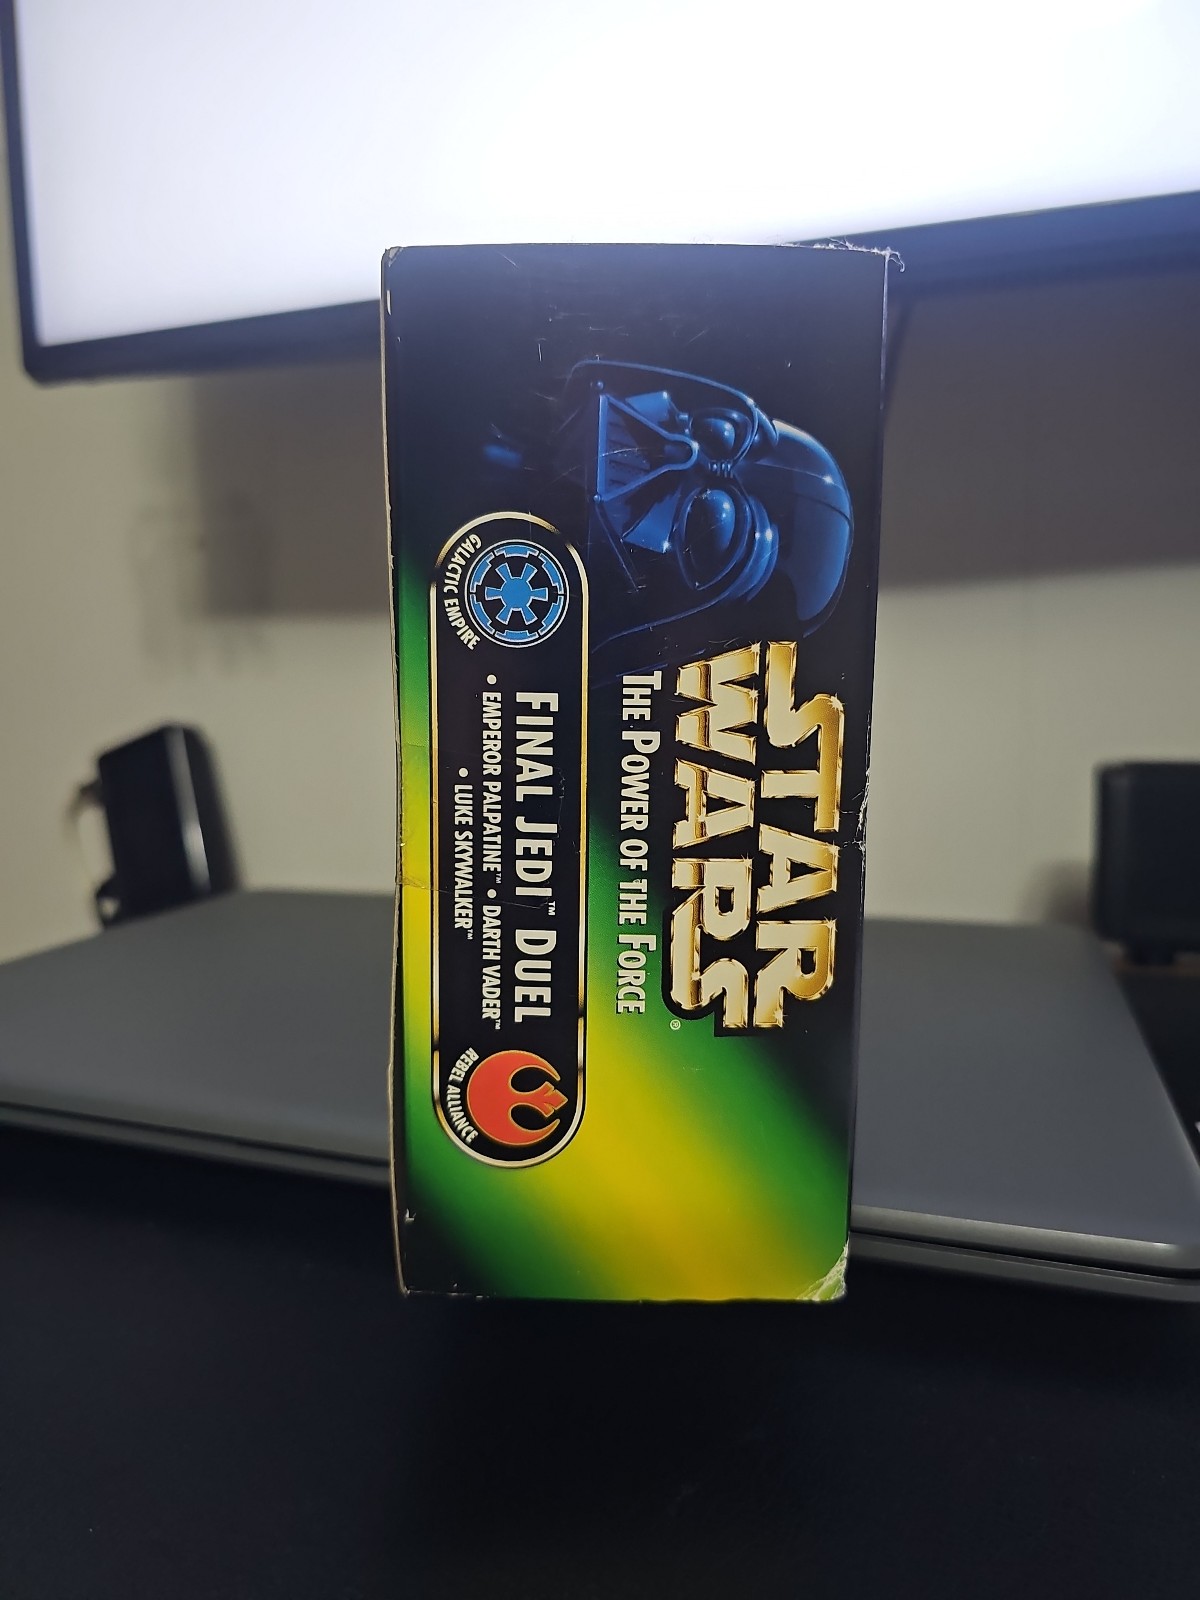 STAR
WARS®
THE POWER OF THE FORCE
FINAL JEDI™ DUEL
• EMPEROR PALPATINE™ • DARTH VADER™
• LUKE SKYWALKER™
GALACTIC EMPIRE
REBEL ALLIANCE